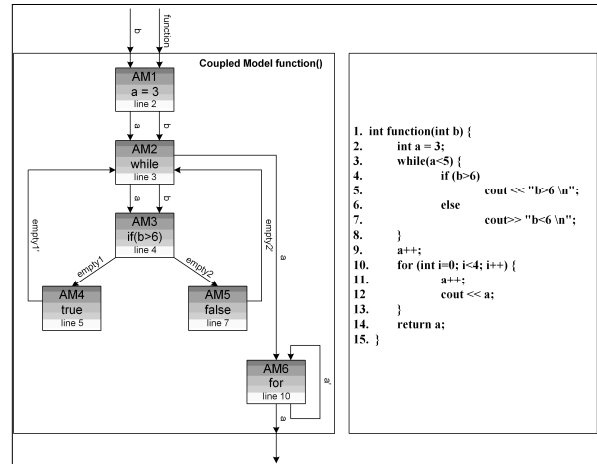 b
function
Coupled Model function()
AM1
a = 3
line 2
a
b
AM2
while
line 3
a
b
AM3
if(b>6)
line 4
empty1'
empty2'
a
empty1
empty2
AM4
true
line 5
AM5
false
line 7
AM6
for
line 10
a'
a
1. int function(int b) {
2. int a = 3;
3. while(a<5) {
4. if (b>6)
5. cout << "b>6 \n";
6. else
7. cout>> "b<6 \n";
8. }
9. a++;
10. for (int i=0; i<4; i++) {
11. a++;
12 cout << a;
13. }
14. return a;
15. }